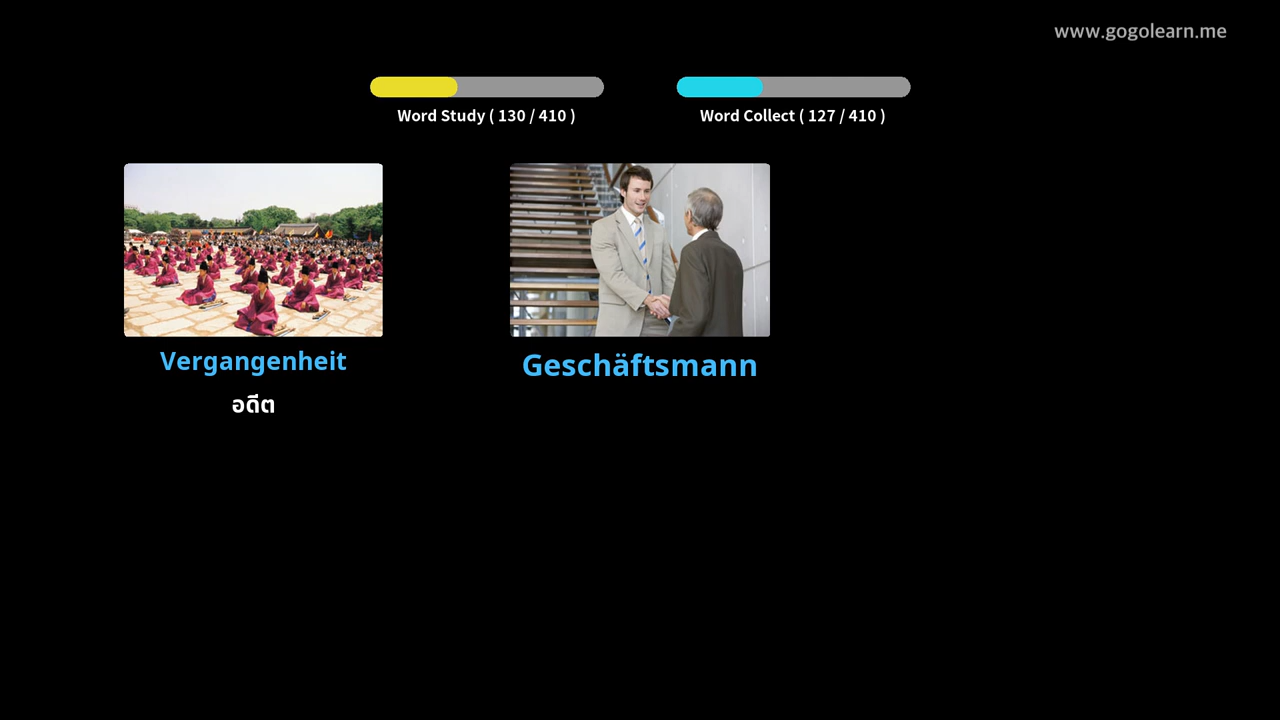 www.gogolearn.me
Word Study ( 130 / 410 )
Word Collect ( 127 / 410 )
Vergangenheit
อดีต
Geschäftsmann